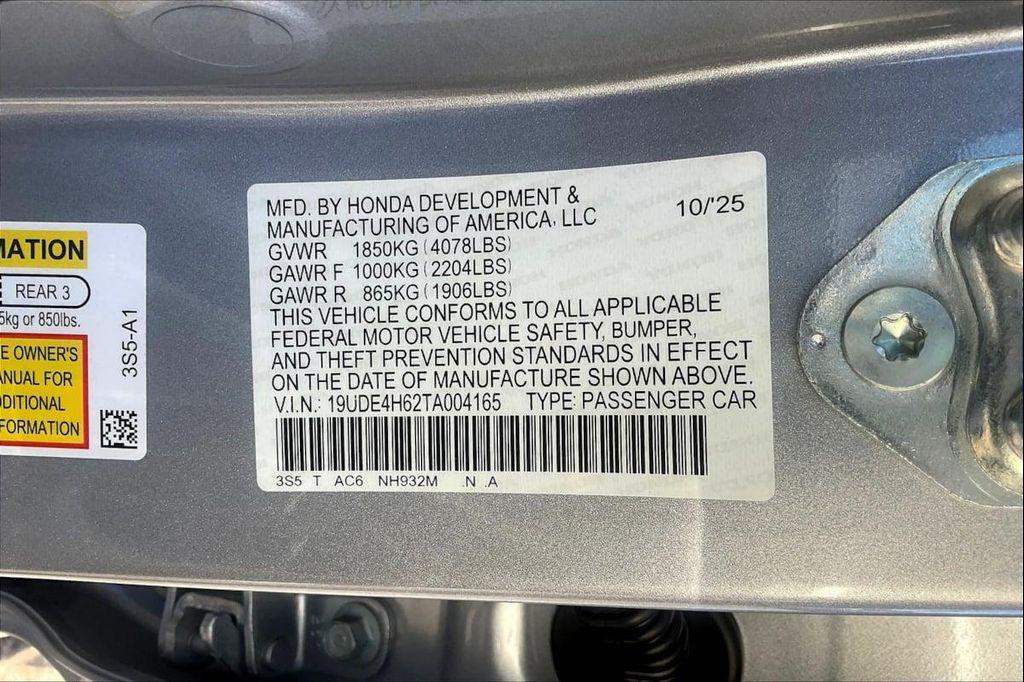 MATION
REAR 3
5kg or 850lbs.
E OWNER'S
ANUAL FOR
DDITIONAL
FORMATION
3S5-A1
MFD. BY HONDA DEVELOPMENT &
MANUFACTURING OF AMERICA, LLC 10/'25
GVWR 1850KG (4078LBS)
GAWR F 1000KG (2204LBS)
GAWR R 865KG (1906LBS)
THIS VEHICLE CONFORMS TO ALL APPLICABLE
FEDERAL MOTOR VEHICLE SAFETY, BUMPER,
AND THEFT PREVENTION STANDARDS IN EFFECT
ON THE DATE OF MANUFACTURE SHOWN ABOVE.
V.I.N.: 19UDE4H62TA004165 TYPE: PASSENGER CAR
3S5 T AC6 NH932M .N .A